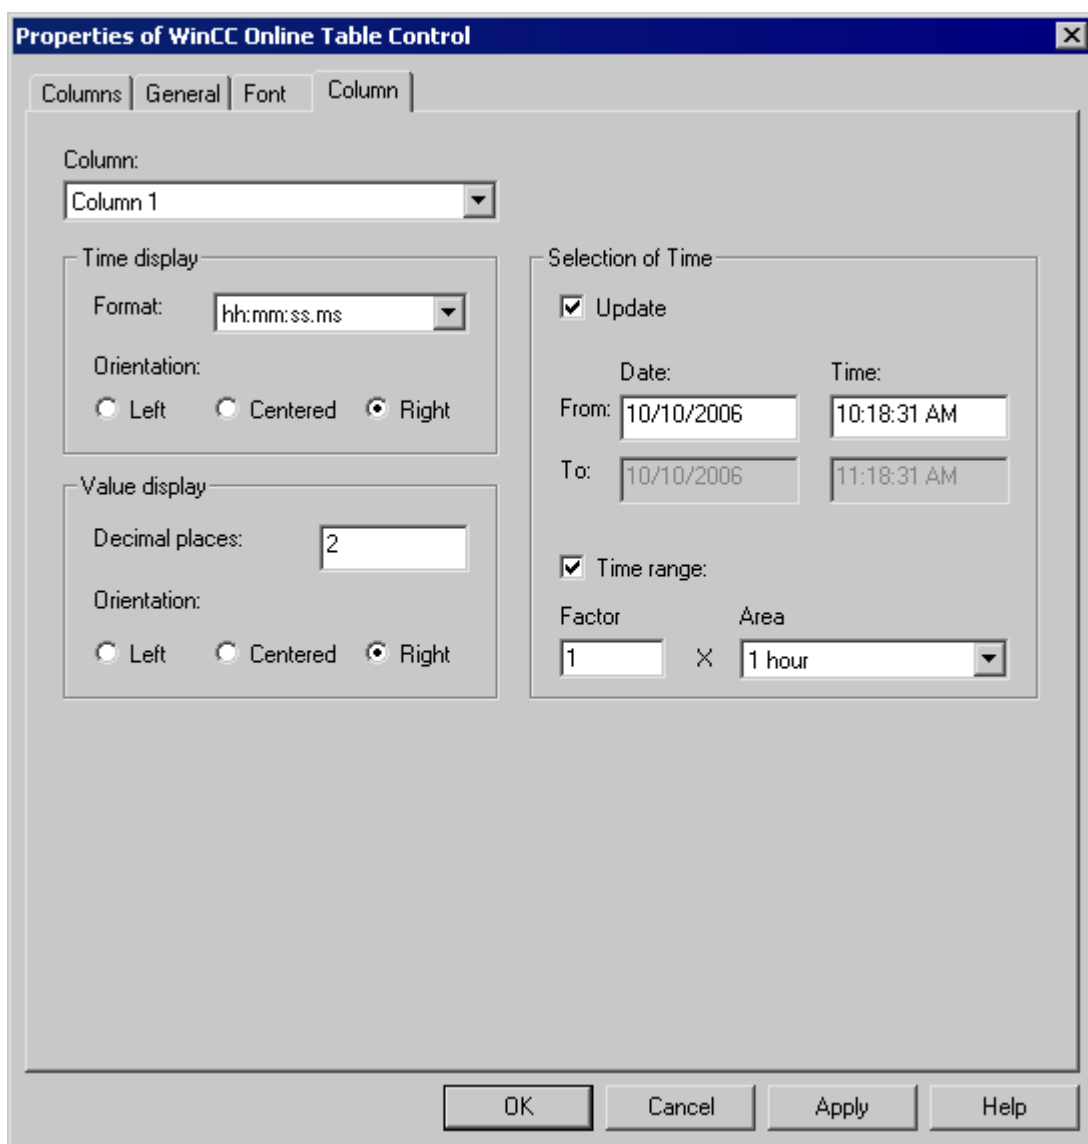 Properties of WinCC Online Table Control
Columns General Font Column
Column:
Column 1
Time display
Format: hh:mm:ss.ms
Orientation:
Left Centered Right
Value display
Decimal places: 2
Orientation:
Left Centered Right
Selection of Time
Update
Date: Time:
From: 10/10/2006 10:18:31 AM
To: 10/10/2006 11:18:31 AM
Time range:
Factor Area
1 X 1 hour
OK Cancel Apply Help